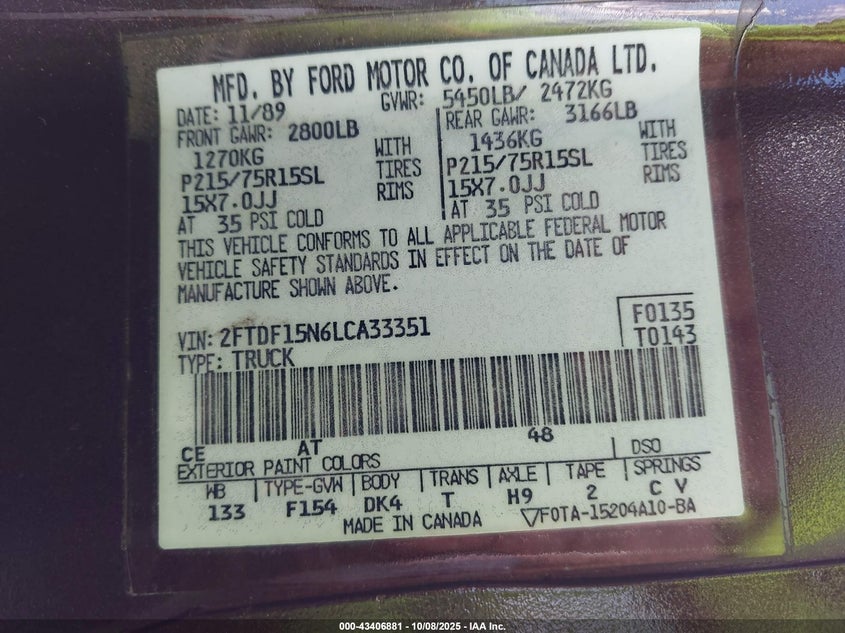 MFD. BY FORD MOTOR CO. OF CANADA LTD.
DATE: 11/89 GVWR: 5450LB/ 2472KG
FRONT GAWR: 2800LB REAR GAWR: 3166LB
1270KG WITH 1436KG WITH
P215/75R15SL TIRES P215/75R15SL TIRES
15X7.0JJ RIMS 15X7.0JJ RIMS
AT 35 PSI COLD AT 35 PSI COLD
THIS VEHICLE CONFORMS TO ALL APPLICABLE FEDERAL MOTOR
VEHICLE SAFETY STANDARDS IN EFFECT ON THE DATE OF
MANUFACTURE SHOWN ABOVE.
F0135
VIN: 2FTDF15N6LCA33351 T0143
TYPE: TRUCK
CE AT 48
EXTERIOR PAINT COLORS DSO
WB TYPE-GVW BODY TRANS AXLE TAPE SPRINGS
133 F154 DK4 T H9 2 C Y
MADE IN CANADA F0TA-15204A10-BA
000-43406881 - 10/08/2025 - IAA Inc.